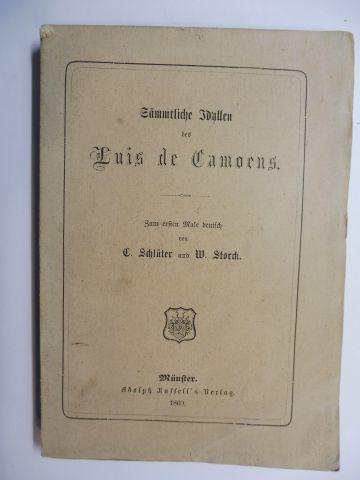 Sämmtliche Idyllen
des
Luis de Camoens.
Zum ersten Male deutsch
von
C. Schlüter und W. Storck.
Münster.
Adolph Russell's Verlag.
1869.